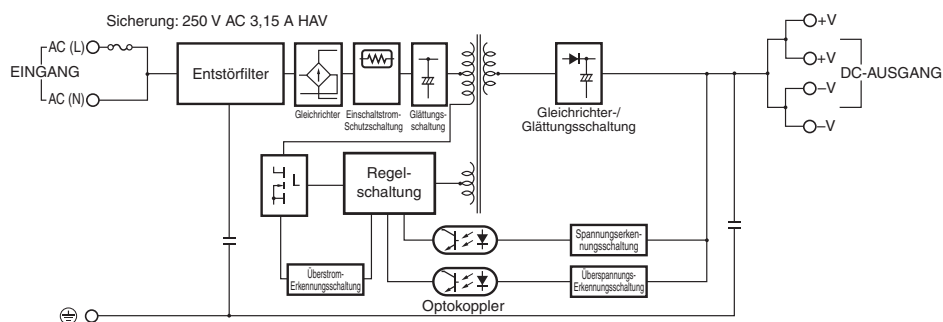 Sicherung: 250 V AC 3,15 A HAV
AC (L)
EINGANG
AC (N)
Entstörfilter
Gleichrichter
Einschaltstrom-
Schutzschaltung
Glättungs-
schaltung
Gleichrichter-/
Glättungsschaltung
+V
+V
DC-AUSGANG
–V
–V
Regel-
schaltung
Überstrom-
Erkennungsschaltung
Spannungserken-
nungsschaltung
Überspannungs-
Erkennungsschaltung
Optokoppler